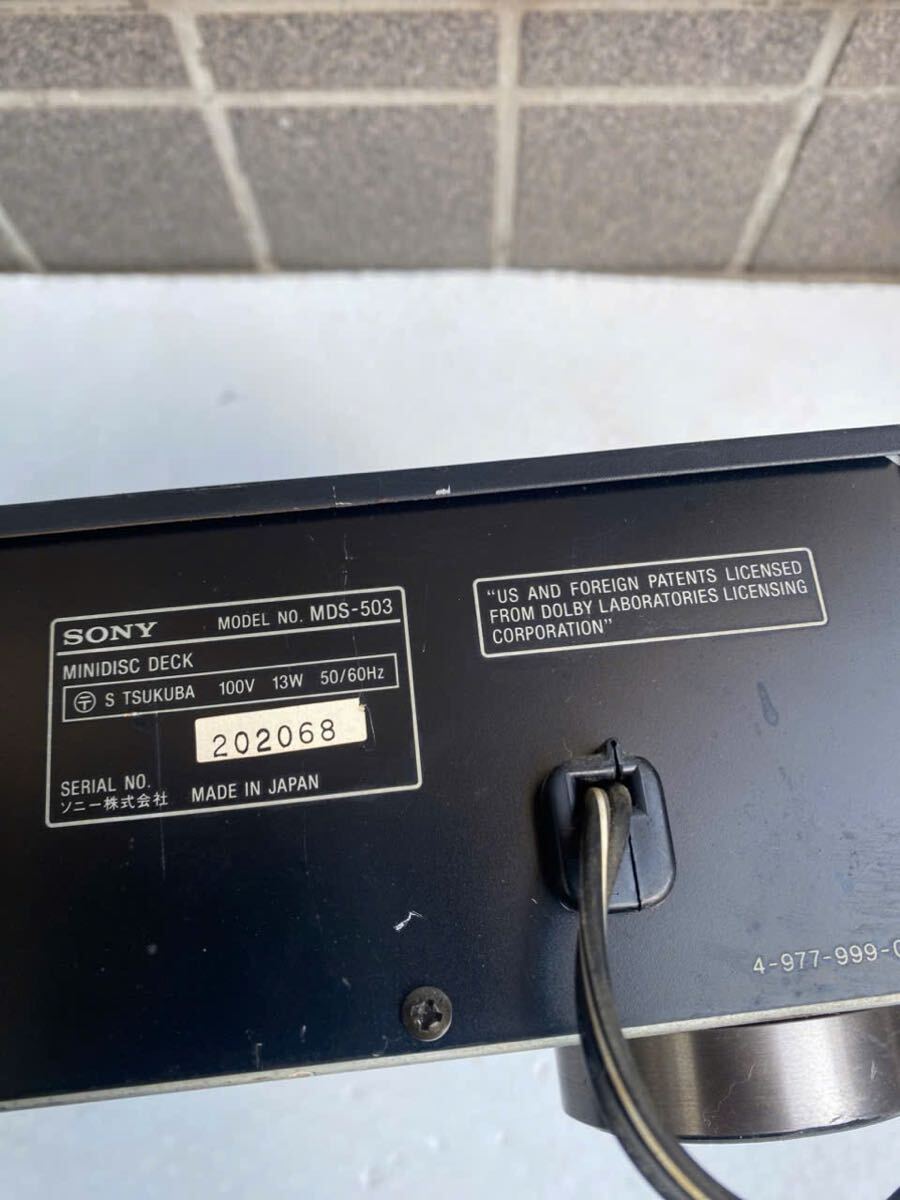 SONY MODEL NO. MDS-503
MINIDISC DECK
〒 S TSUKUBA 100V 13W 50/60Hz
202068
SERIAL NO.
ソニー株式会社 MADE IN JAPAN
"US AND FOREIGN PATENTS LICENSED
FROM DOLBY LABORATORIES LICENSING
CORPORATION"
4-977-999-